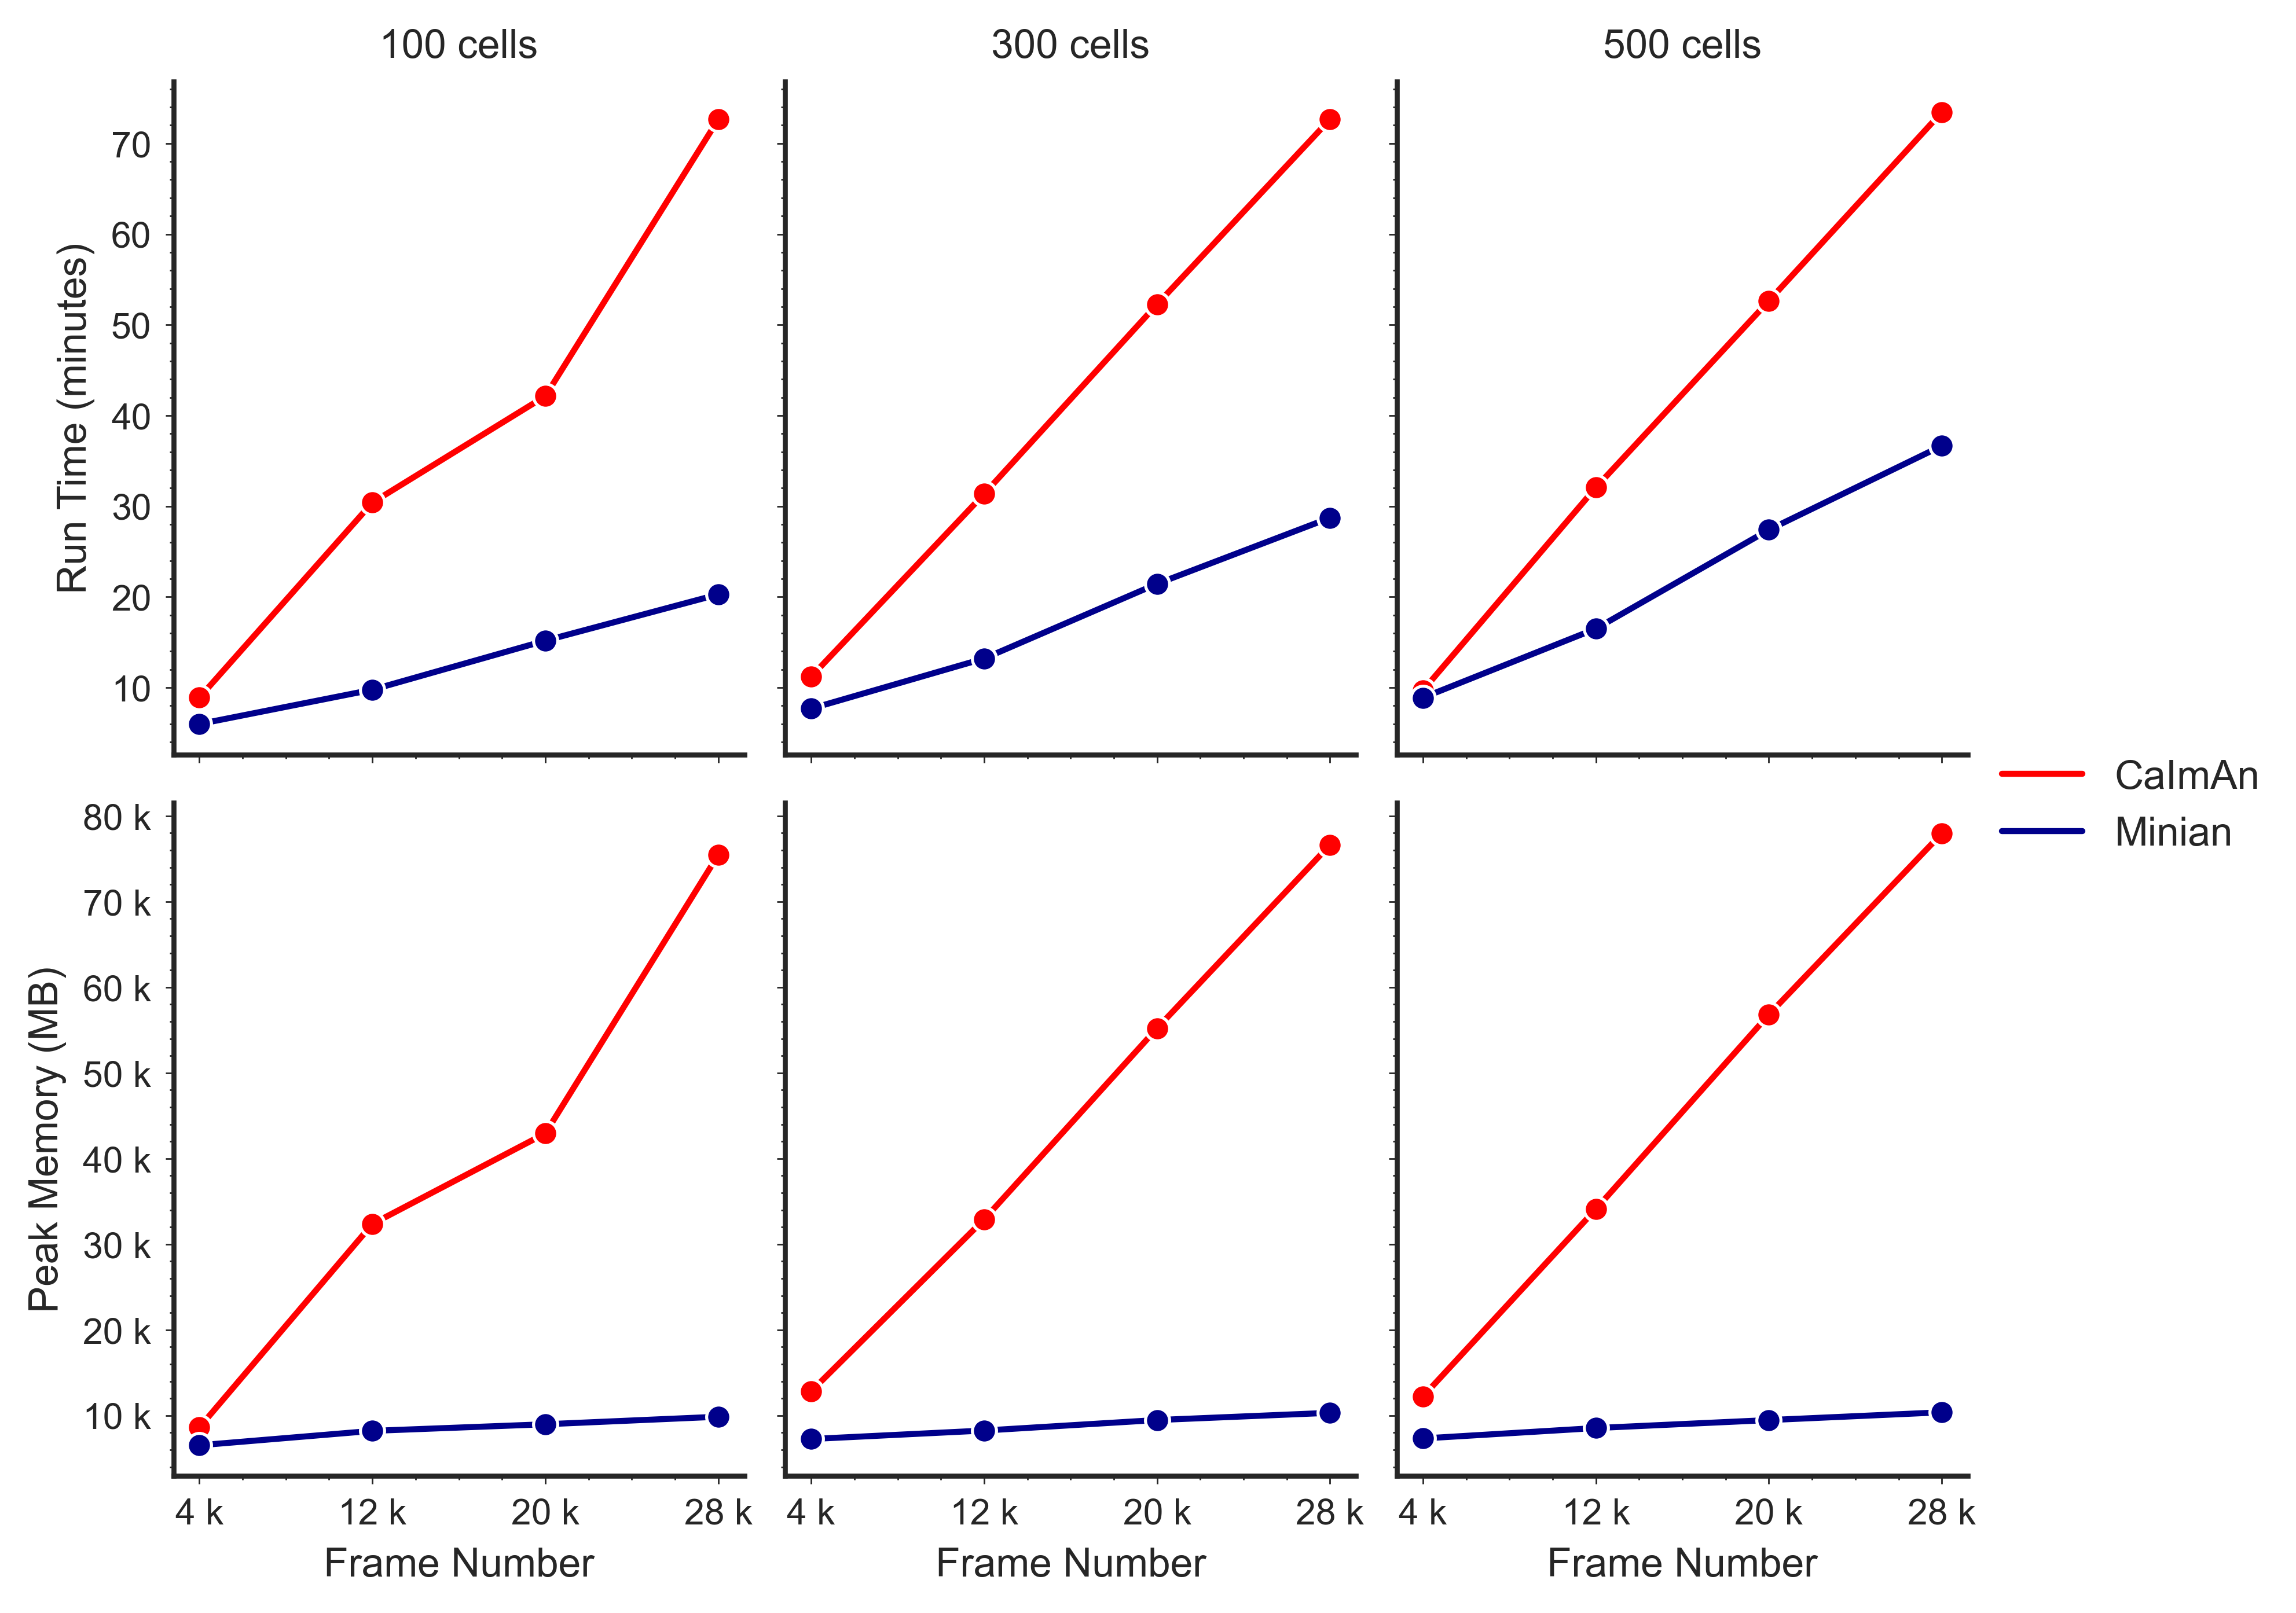 100 cells
300 cells
500 cells
Run Time (minutes)
70
60
50
40
30
20
10
CaImAn
Minian
Peak Memory (MB)
80 k
70 k
60 k
50 k
40 k
30 k
20 k
10 k
4 k 12 k 20 k 28 k
4 k 12 k 20 k 28 k
4 k 12 k 20 k 28 k
Frame Number
Frame Number
Frame Number